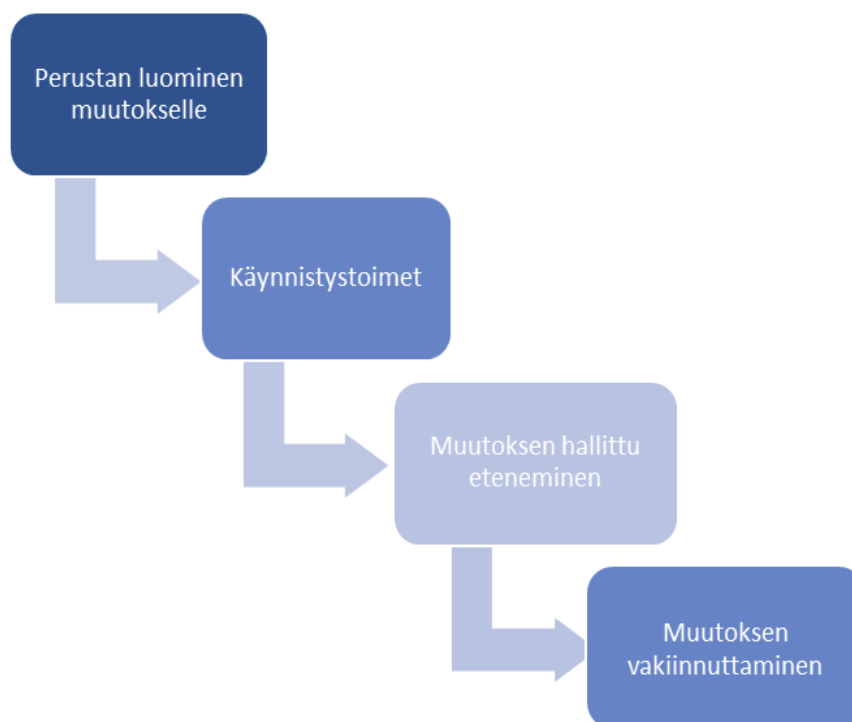 Perustan luominen
muutokselle
Käynnistystoimet
Muutoksen hallittu
eteneminen
Muutoksen
vakiinnuttaminen